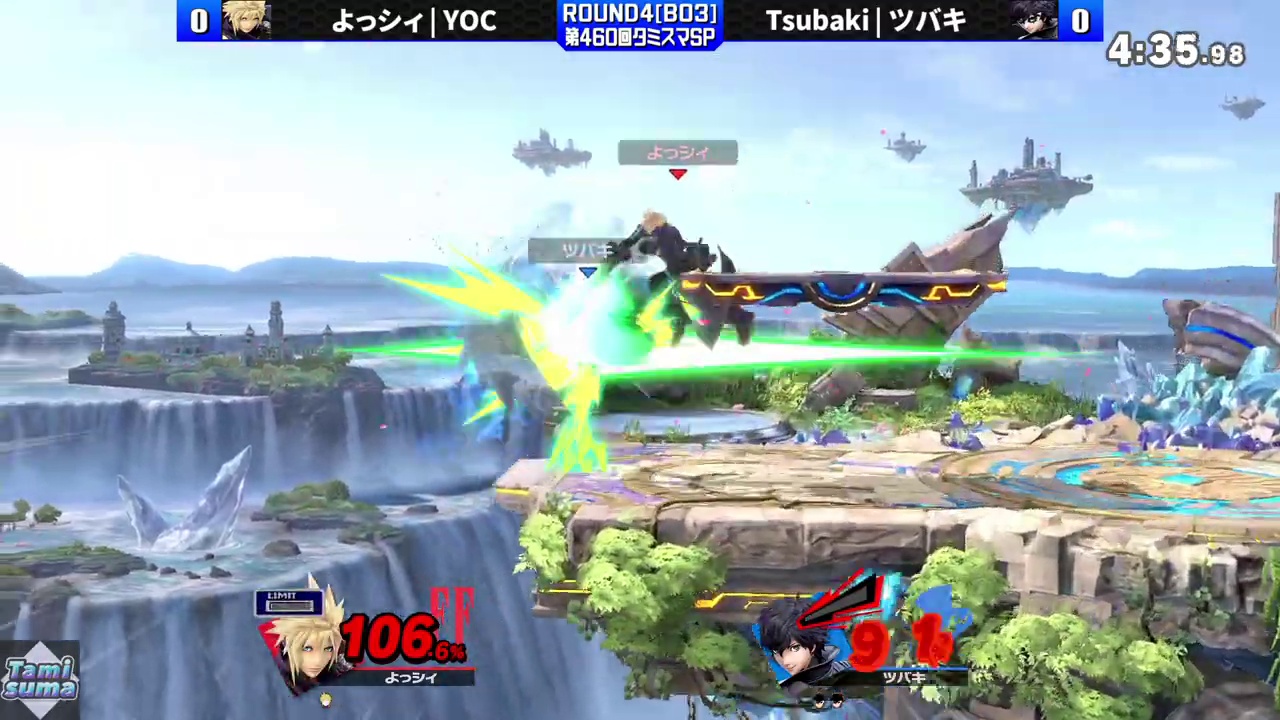 0 よっシィ | YOC ROUND4[BO3] Tsubaki | ツバキ 0
第460回タミスマSP
4:35.98
よっシィ
ツバキ
LIMIT
106.6%
よっシィ
ツバキ
Tami
suma